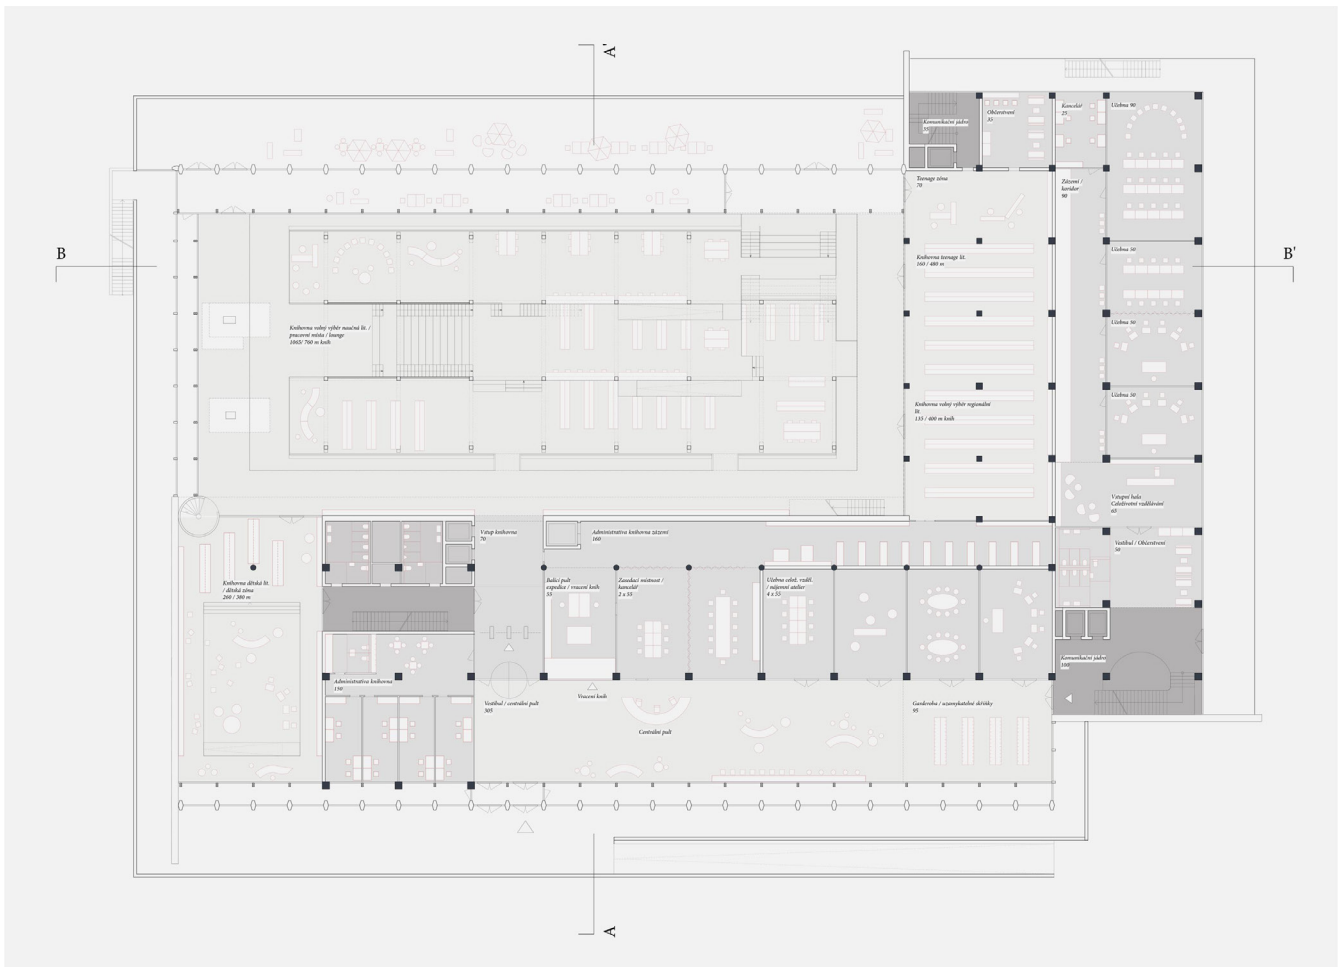 A'
Komunikační jádro
35
Občerstvení
35
Kancelář
25
Učebna 90
Teenage zóna
70
Zázemí /
koridor
90
B
B'
Učebna 50
Knihovna teenage lit.
160 / 480 m
Knihovna volný výběr naučná lit. /
pracovní místa / lounge
1065/ 760 m knih
Učebna 50
Učebna 50
Knihovna volný výběr regionální
lit.
135 / 400 m knih
Vstupní hala
Celoživotní vzdělávání
65
Vstup knihovna
70
Administrativa knihovna zázemí
160
Vestibul / Občerstvení
50
Knihovna dětská lit.
/ dětská zóna
260 / 380 m
Balící pult
expedice / vracení knih
55
Zasedací místnost /
kancelář
2 x 55
Učebna celož. vzděl.
/ nájemní atelier
4 x 55
Komunikační jádro
100
Administrativa knihovna
150
Vracení knih
Vestibul / centrální pult
305
Garderoba / uzamykatelné skříňky
95
Centrální pult
A